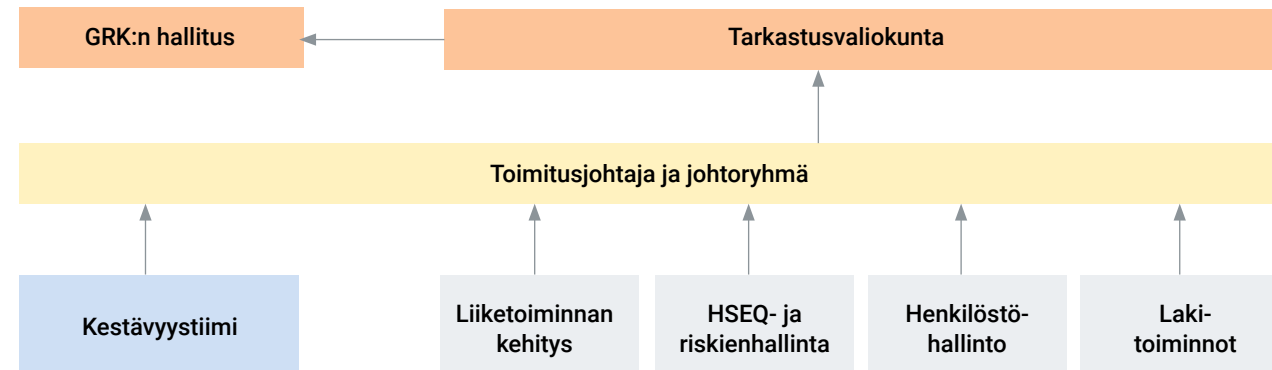 GRK:n hallitus
Tarkastusvaliokunta
Toimitusjohtaja ja johtoryhmä
Kestävyystiimi
Liiketoiminnan
kehitys
HSEQ- ja
riskienhallinta
Henkilöstö-
hallinto
Laki-
toiminnot